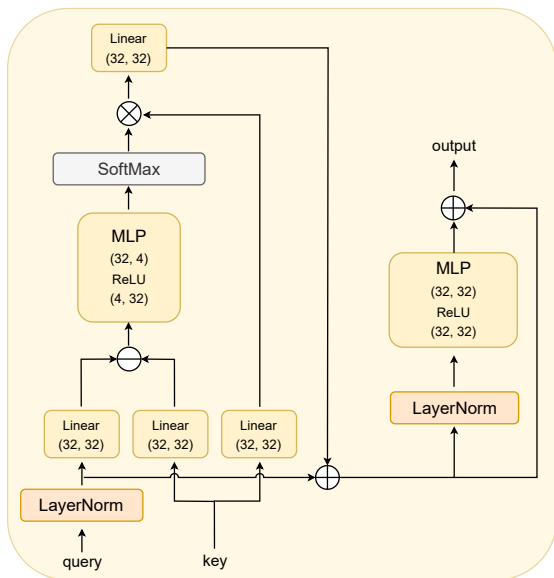 Linear
(32, 32)
SoftMax
MLP
(32, 4)
ReLU
(4, 32)
Linear
(32, 32)
Linear
(32, 32)
Linear
(32, 32)
LayerNorm
query
key
output
MLP
(32, 32)
ReLU
(32, 32)
LayerNorm